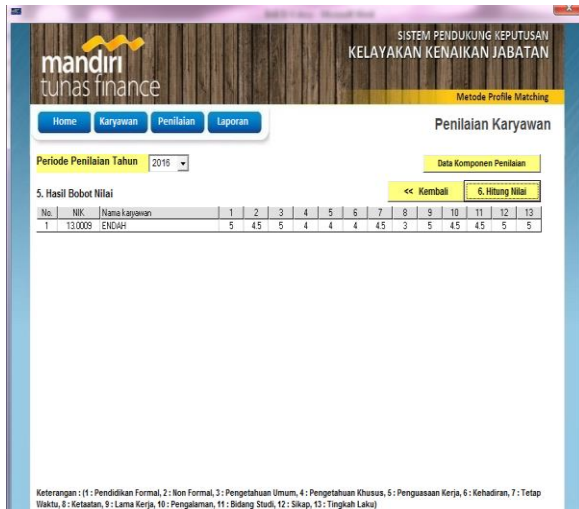 SISTEM PENDUKUNG KEPUTUSAN
KELAYAKAN KENAIKAN JABATAN
mandiri
tunas finance
Metode Profile Matching
Home Karyawan Penilaian Laporan
Penilaian Karyawan
Periode Penilaian Tahun 2016
Data Komponen Penilaian
5. Hasil Bobot Nilai
<< Kembali 6. Hitung Nilai
No. NIK Nama karyawan 1 2 3 4 5 6 7 8 9 10 11 12 13
1 13.0009 ENDAH 5 4.5 5 4 4 4 4.5 3 5 4.5 4.5 5 5
Keterangan : (1 : Pendidikan Formal, 2 : Non Formal, 3 : Pengetahuan Umum, 4 : Pengetahuan Khusus, 5 : Penguasaan Kerja, 6 : Kehadiran, 7 : Tetap
Waktu, 8 : Ketaatan, 9 : Lama Kerja, 10 : Pengalaman, 11 : Bidang Studi, 12 : Sikap, 13 : Tingkah Laku)